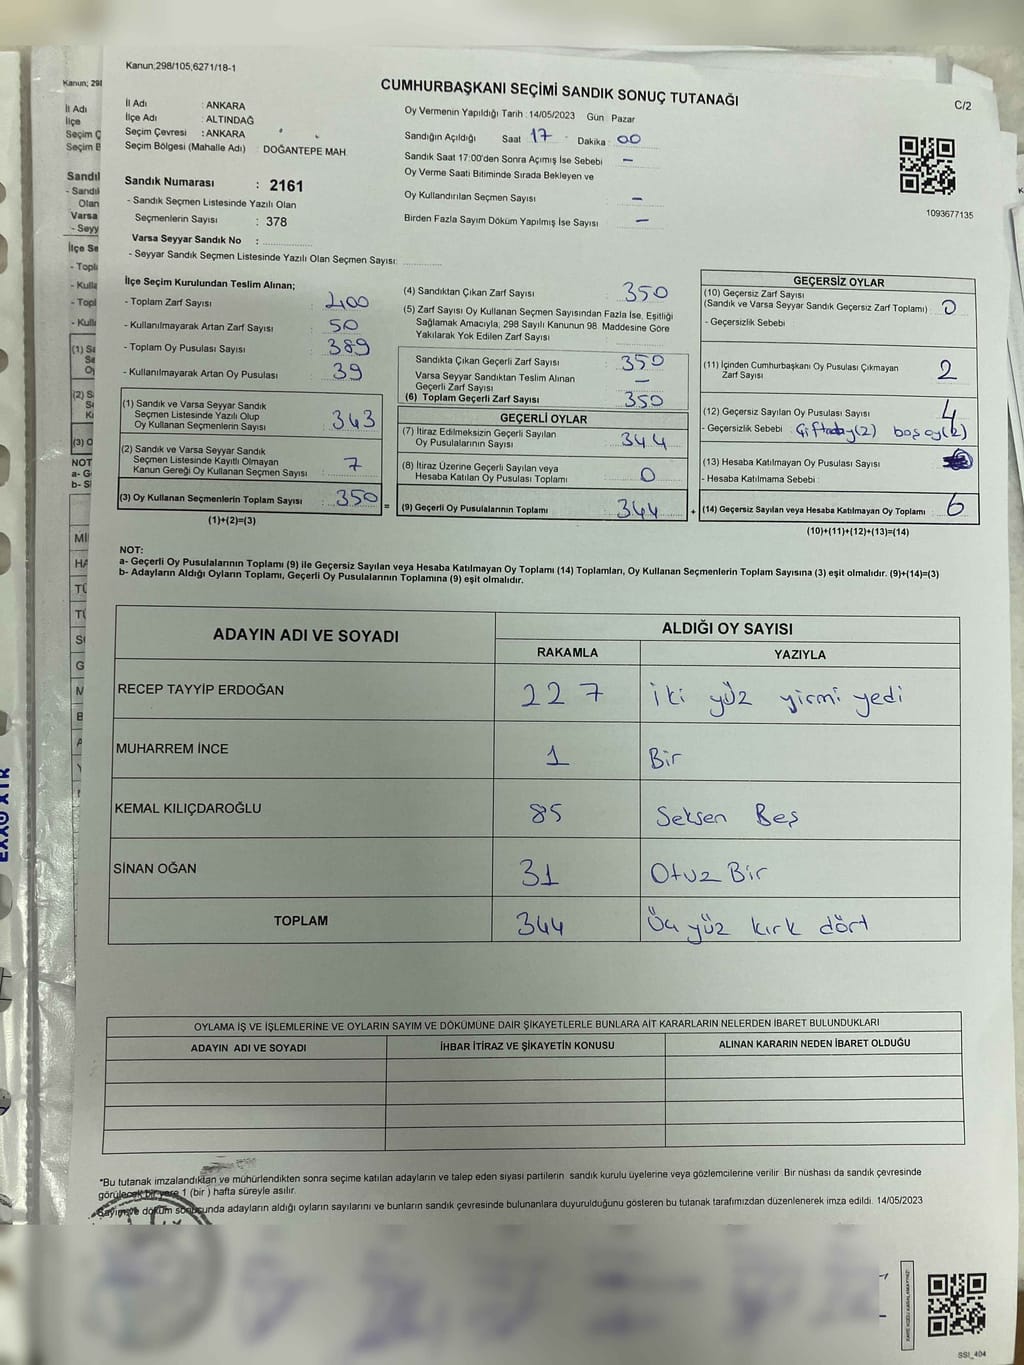 Kanun;298/105,6271/18-1
CUMHURBAŞKANI SEÇİMİ SANDIK SONUÇ TUTANAĞI
C/2
İl Adı : ANKARA
İlçe Adı : ALTINDAĞ
Seçim Çevresi : ANKARA
Seçim Bölgesi (Mahalle Adı) : DOĞANTEPE MAH.
Sandık Numarası : 2161
- Sandık Seçmen Listesinde Yazılı Olan
Seçmenlerin Sayısı : 378
Varsa Seyyar Sandık No :
- Seyyar Sandık Seçmen Listesinde Yazılı Olan Seçmen Sayısı:
Oy Vermenin Yapıldığı Tarih : 14/05/2023 Gün Pazar
Sandığın Açıldığı Saat 17 - Dakika : 00
Sandık Saat 17:00'den Sonra Açımış İse Sebebi –
Oy Verme Saati Bitiminde Sırada Bekleyen ve
Oy Kullandırılan Seçmen Sayısı –
Birden Fazla Sayım Döküm Yapılmış İse Sayısı –
1093677135
İlçe Seçim Kurulundan Teslim Alınan;
- Toplam Zarf Sayısı : 400
- Kullanılmayarak Artan Zarf Sayısı : 50
- Toplam Oy Pusulası Sayısı : 389
- Kullanılmayarak Artan Oy Pusulası : 39
(1) Sandık ve Varsa Seyyar Sandık
Seçmen Listesinde Yazılı Olup
Oy Kullanan Seçmenlerin Sayısı : 343
(2) Sandık ve Varsa Seyyar Sandık
Seçmen Listesinde Kayıtlı Olmayan
Kanun Gereği Oy Kullanan Seçmen Sayısı : 7
(3) Oy Kullanan Seçmenlerin Toplam Sayısı : 350 =
(1)+(2)=(3)
(4) Sandıktan Çıkan Zarf Sayısı 350
(5) Zarf Sayısı Oy Kullanan Seçmen Sayısından Fazla İse, Eşitliği
Sağlamak Amacıyla; 298 Sayılı Kanunun 98. Maddesine Göre
Yakılarak Yok Edilen Zarf Sayısı
Sandıkta Çıkan Geçerli Zarf Sayısı 350
Varsa Seyyar Sandıktan Teslim Alınan
Geçerli Zarf Sayısı –
(6) Toplam Geçerli Zarf Sayısı 350
GEÇERLİ OYLAR
(7) İtiraz Edilmeksizin Geçerli Sayılan
Oy Pusulalarının Sayısı : 344
(8) İtiraz Üzerine Geçerli Sayılan veya
Hesaba Katılan Oy Pusulası Toplamı : 0
(9) Geçerli Oy Pusulalarının Toplamı 344 +
GEÇERSİZ OYLAR
(10) Geçersiz Zarf Sayısı
(Sandık ve Varsa Seyyar Sandık Geçersiz Zarf Toplamı) : 0
- Geçersizlik Sebebi
(11) İçinden Cumhurbaşkanı Oy Pusulası Çıkmayan
Zarf Sayısı : 2
(12) Geçersiz Sayılan Oy Pusulası Sayısı : 4
- Geçersizlik Sebebi : Çift aday (2) boş oy (2)
(13) Hesaba Katılmayan Oy Pusulası Sayısı
- Hesaba Katılmama Sebebi :
(14) Geçersiz Sayılan veya Hesaba Katılmayan Oy Toplamı : 6
(10)+(11)+(12)+(13)=(14)
NOT:
a- Geçerli Oy Pusulalarının Toplamı (9) ile Geçersiz Sayılan veya Hesaba Katılmayan Oy Toplamı (14) Toplamları, Oy Kullanan Seçmenlerin Toplam Sayısına (3) eşit olmalıdır. (9)+(14)=(3)
b- Adayların Aldığı Oyların Toplamı, Geçerli Oy Pusulalarının Toplamına (9) eşit olmalıdır.
ADAYIN ADI VE SOYADI ALDIĞI OY SAYISI
RAKAMLA YAZIYLA
RECEP TAYYİP ERDOĞAN 227 İki yüz yirmi yedi
MUHARREM İNCE 1 Bir
KEMAL KILIÇDAROĞLU 85 Seksen Beş
SİNAN OĞAN 31 Otuz Bir
TOPLAM 344 Üç yüz kırk dört
OYLAMA İŞ VE İŞLEMLERİNE VE OYLARIN SAYIM VE DÖKÜMÜNE DAİR ŞİKAYETLERLE BUNLARA AİT KARARLARIN NELERDEN İBARET BULUNDUKLARI
ADAYIN ADI VE SOYADI İHBAR İTİRAZ VE ŞİKAYETİN KONUSU ALINAN KARARIN NEDEN İBARET OLDUĞU
*Bu tutanak imzalandıktan ve mühürlendikten sonra seçime katılan adayların ve talep eden siyasi partilerin sandık kurulu üyelerine veya gözlemcilerine verilir. Bir nüshası da sandık çevresinde
görülecek bir yere 1 (bir) hafta süreyle asılır.
Sayım ve döküm sonucunda adayların aldığı oyların sayılarını ve bunların sandık çevresinde bulunanlara duyurulduğunu gösteren bu tutanak tarafımızdan düzenlenerek imza edildi. 14/05/2023
SSI_404